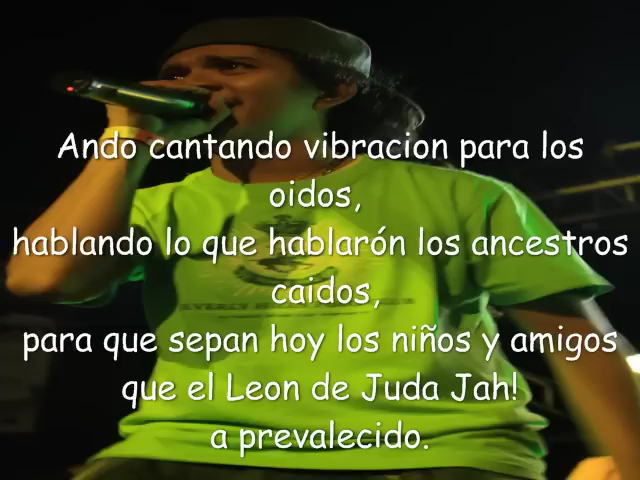 Ando cantando vibracion para los
oidos,
hablando lo que hablarón los ancestros
caidos,
para que sepan hoy los niños y amigos
que el Leon de Juda Jah!
a prevalecido.